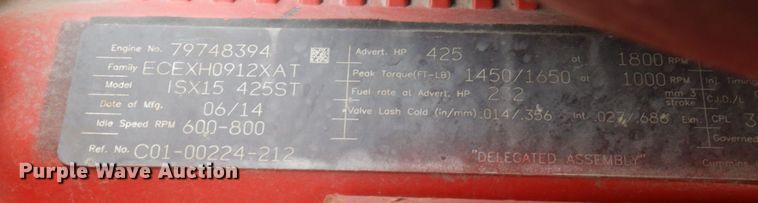 Engine No. 79748394
Family ECEXH0912XAT
Model ISX15 425ST
Date of Mfg. 06/14
Idle Speed RPM 600-800
Ref. No. C01-00224-212
Advert. HP 425 at 1800 RPM
Peak Torque(FT-LB) 1450/1650 at 1000 RPM
Fuel rate at Advert. HP 232 mm 3 stroke
Valve Lash Cold (in/mm) .014/.356 Int. .027/.686 Exh.
"DELEGATED ASSEMBLY"
Inj. Timing
C.I.D./L
CPL 3
Governed
Cummins
Purple Wave Auction